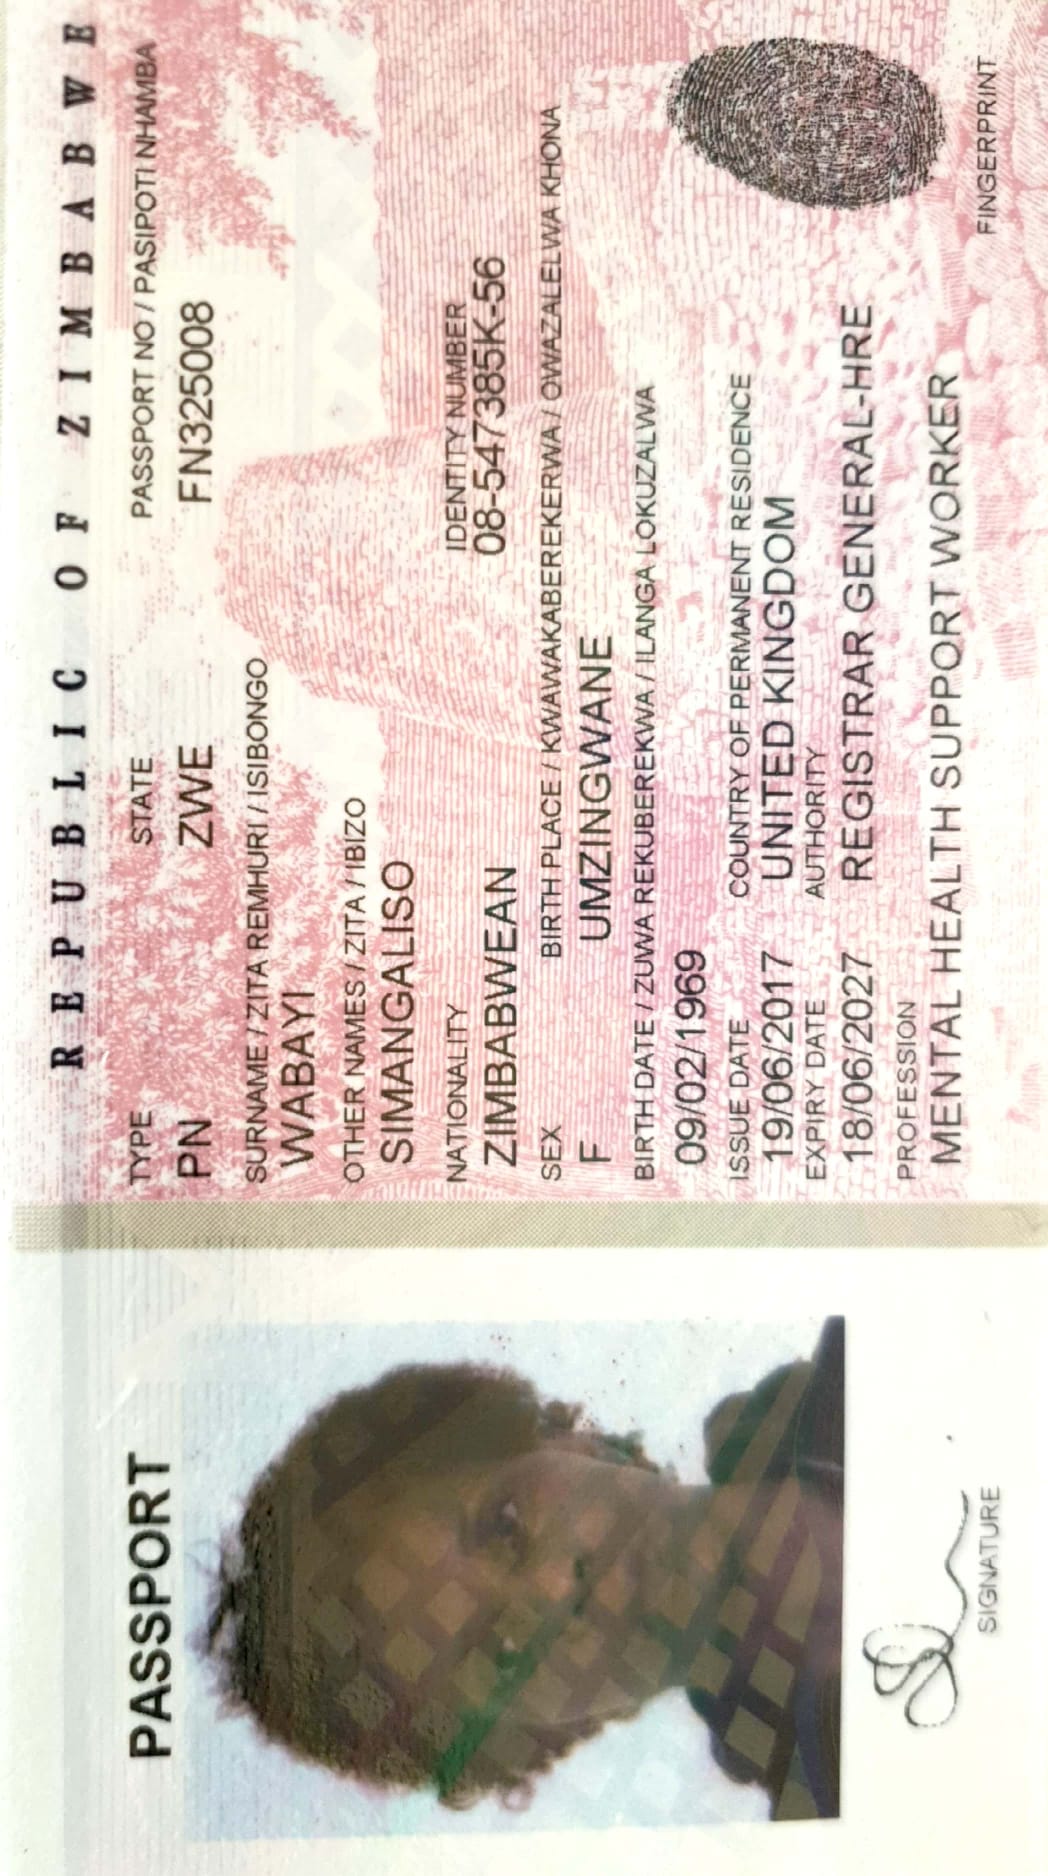 REPUBLIC OF ZIMBABWE
PASSPORT
TYPE STATE PASSPORT NO / PASIPOTI NHAMBA
PN ZWE FN325008
SURNAME / ZITA REMHURI / ISIBONGO
WABAYI
OTHER NAMES / ZITA / IBIZO
SIMANGALISO
NATIONALITY IDENTITY NUMBER
ZIMBABWEAN 08-547385K-56
SEX BIRTH PLACE / KWAWAKABEREKERWA / OWAZALELWA KHONA
F UMZINGWANE
BIRTH DATE / ZUWA REKUBEREKWA / ILANGA LOKUZALWA
09/02/1969
ISSUE DATE COUNTRY OF PERMANENT RESIDENCE
19/06/2017 UNITED KINGDOM
EXPIRY DATE AUTHORITY
18/06/2027 REGISTRAR GENERAL-HRE
PROFESSION
MENTAL HEALTH SUPPORT WORKER
SIGNATURE
FINGERPRINT